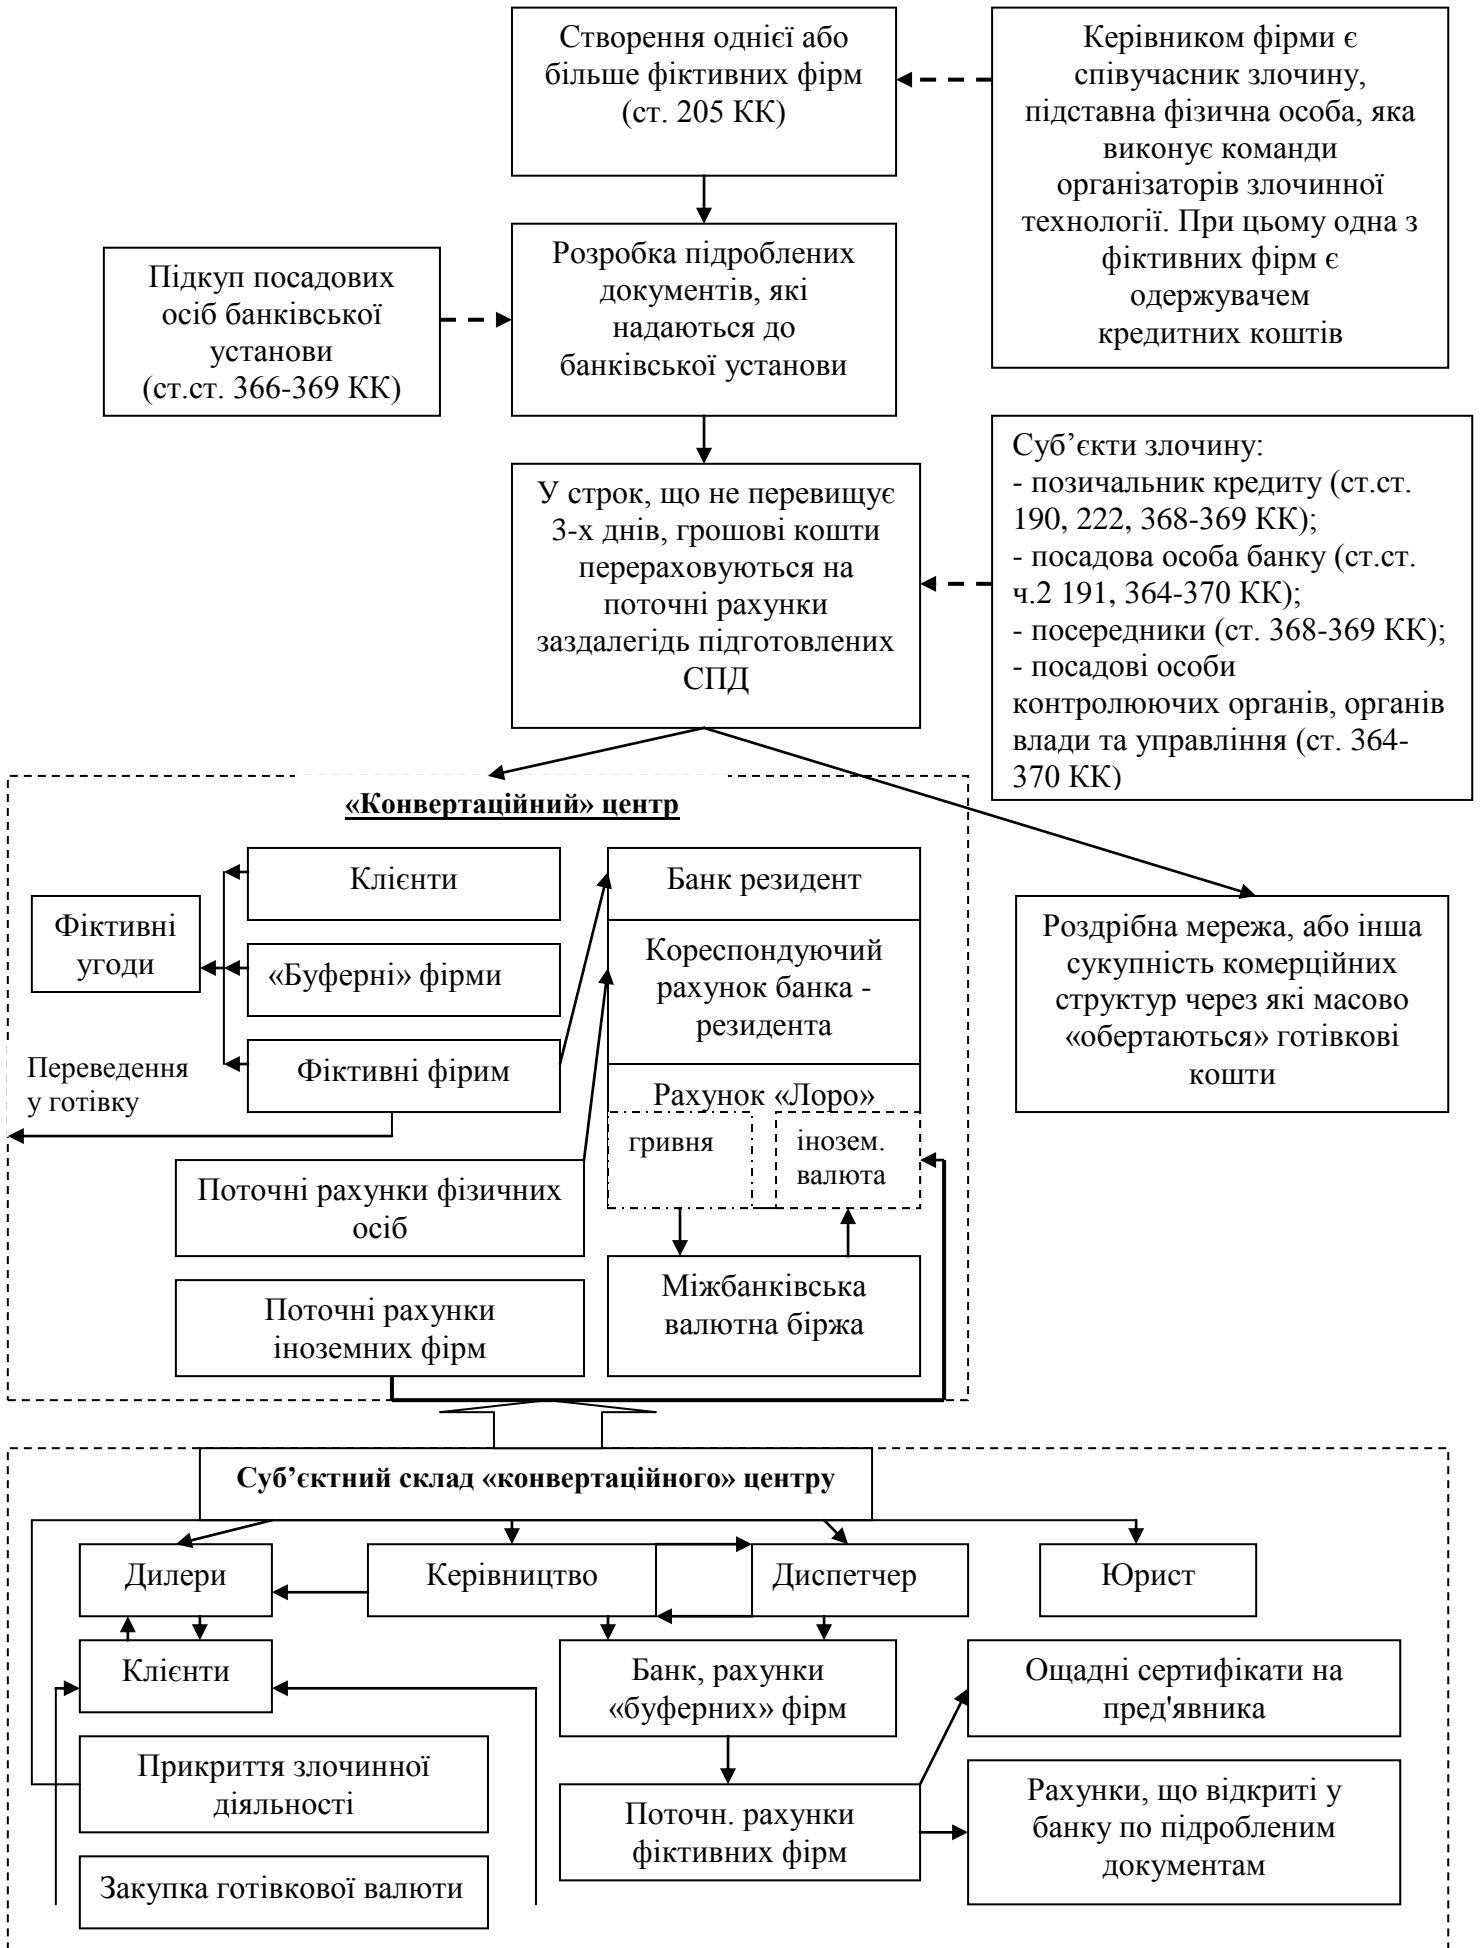 Створення однієї або
більше фіктивних фірм
(ст. 205 КК)
Керівником фірми є
співучасник злочину,
підставна фізична особа, яка
виконує команди
організаторів злочинної
технології. При цьому одна з
фіктивних фірм є
одержувачем
кредитних коштів
Підкуп посадових
осіб банківської
установи
(ст.ст. 366-369 КК)
Розробка підроблених
документів, які
надаються до
банківської установи
У строк, що не перевищує
3-х днів, грошові кошти
перераховуються на
поточні рахунки
заздалегідь підготовлених
СПД
Суб’єкти злочину:
- позичальник кредиту (ст.ст.
190, 222, 368-369 КК);
- посадова особа банку (ст.ст.
ч.2 191, 364-370 КК);
- посередники (ст. 368-369 КК);
- посадові особи
контролюючих органів, органів
влади та управління (ст. 364-
370 КК)
«Конвертаційний» центр
Клієнти
Фіктивні
угоди
«Буферні» фірми
Фіктивні фірим
Переведення
у готівку
Банк резидент
Кореспондуючий
рахунок банка -
резидента
Рахунок «Лоро»
гривня
інозем.
валюта
Роздрібна мережа, або інша
сукупність комерційних
структур через які масово
«обертаються» готівкові
кошти
Поточні рахунки фізичних
осіб
Поточні рахунки
іноземних фірм
Міжбанківська
валютна біржа
Суб’єктний склад «конвертаційного» центру
Дилери
Керівництво
Диспетчер
Юрист
Клієнти
Банк, рахунки
«буферних» фірм
Ощадні сертифікати на
пред'явника
Прикриття злочинної
діяльності
Поточн. рахунки
фіктивних фірм
Рахунки, що відкриті у
банку по підробленим
документам
Закупка готівкової валюти